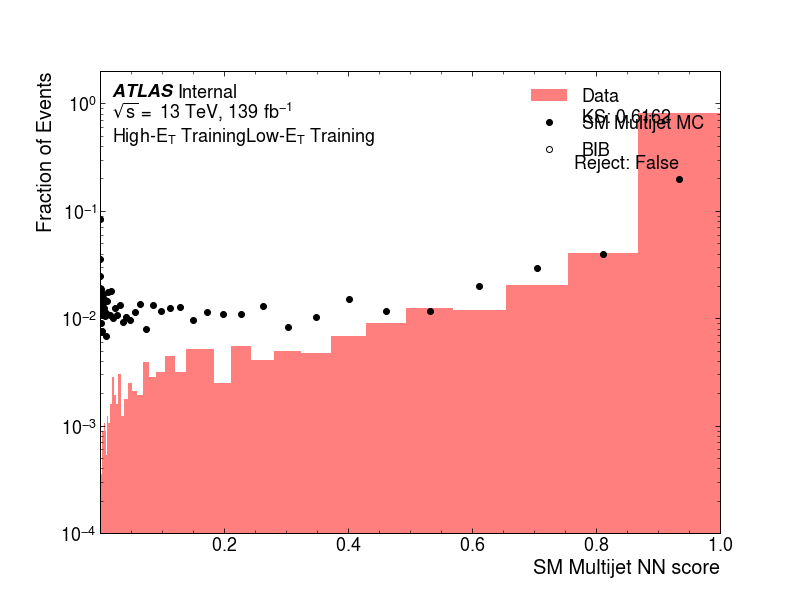 ATLAS Internal
√s = 13 TeV, 139 fb⁻¹
High-E_T TrainingLow-E_T Training
Data
KS: 0.6162
SM Multijet MC
BIB
Reject: False
Fraction of Events
10⁰
10⁻¹
10⁻²
10⁻³
10⁻⁴
0.2 0.4 0.6 0.8 1.0
SM Multijet NN score